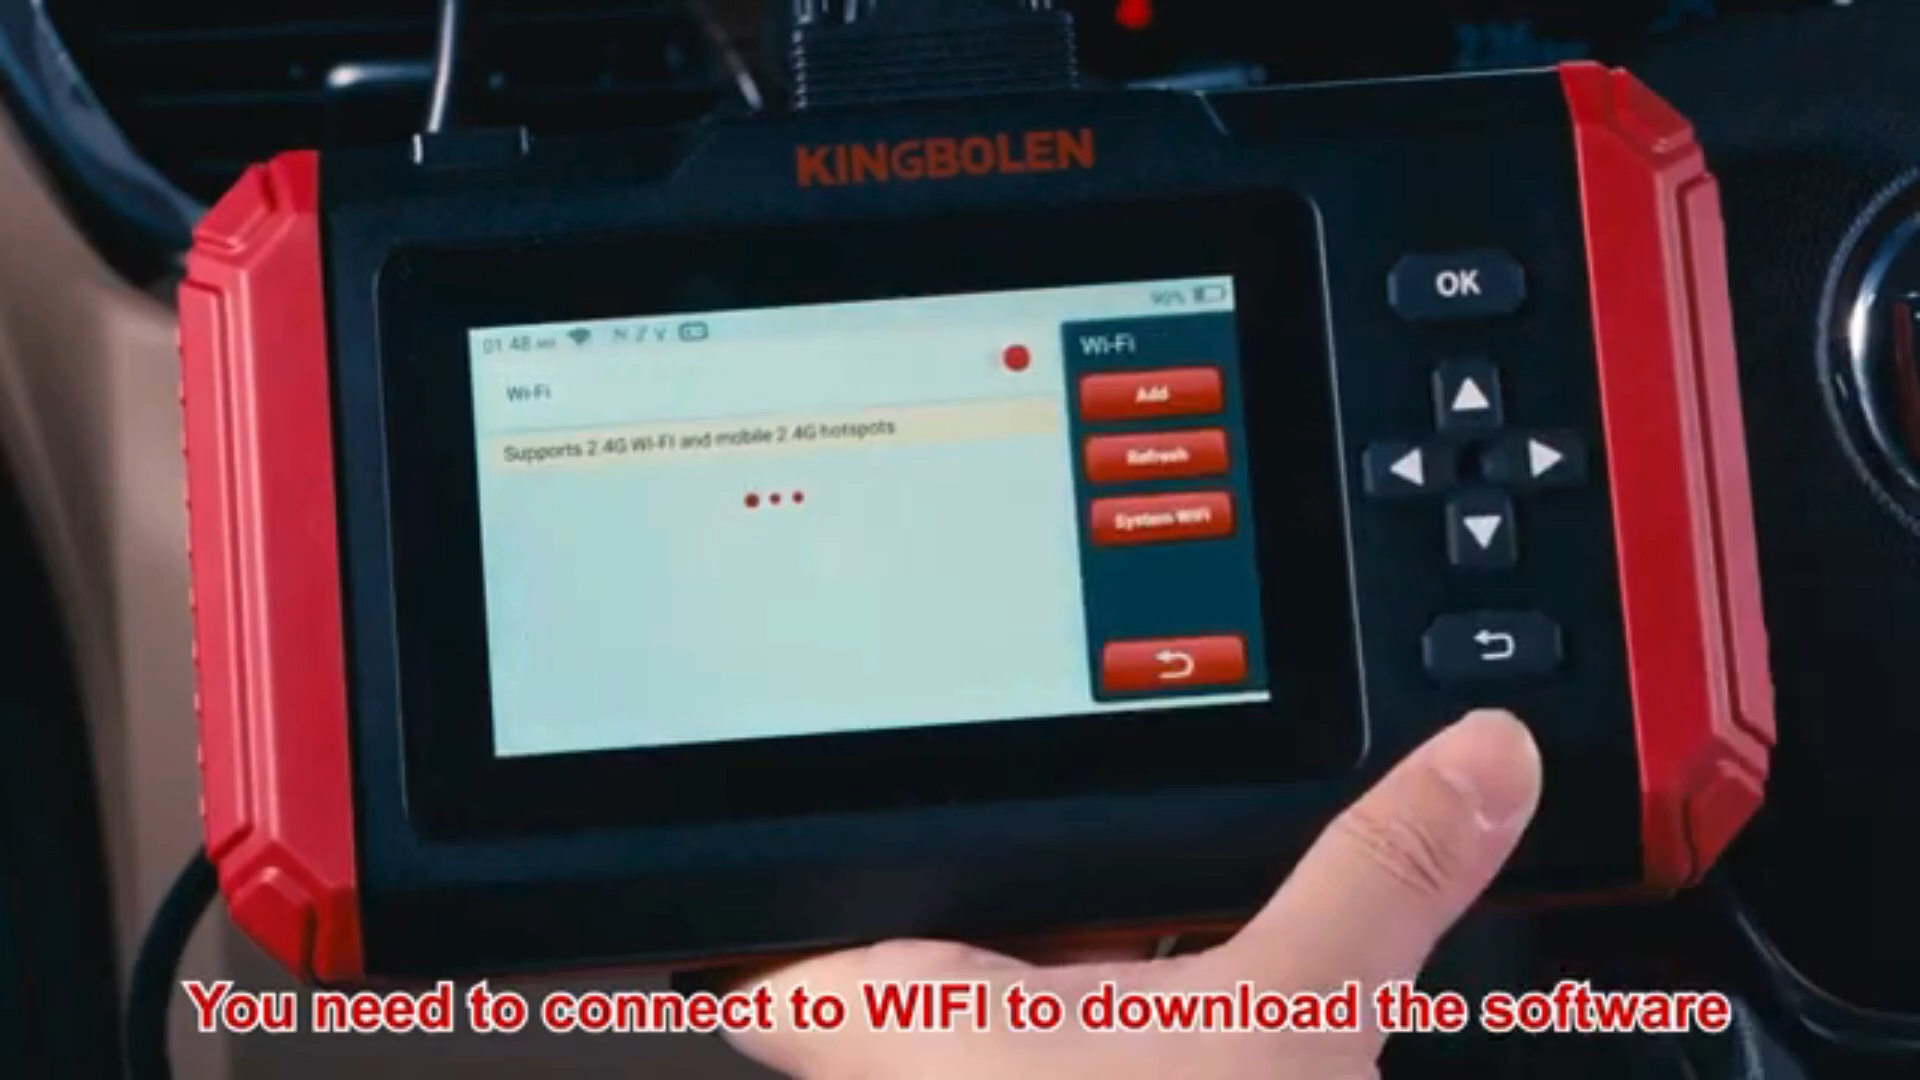 KINGBOLEN
OK
01:48
90%
Wi-Fi
Wi-Fi
Add
Supports 2.4G WI-FI and mobile 2.4G hotspots
Refresh
System WiFi
You need to connect to WIFI to download the software